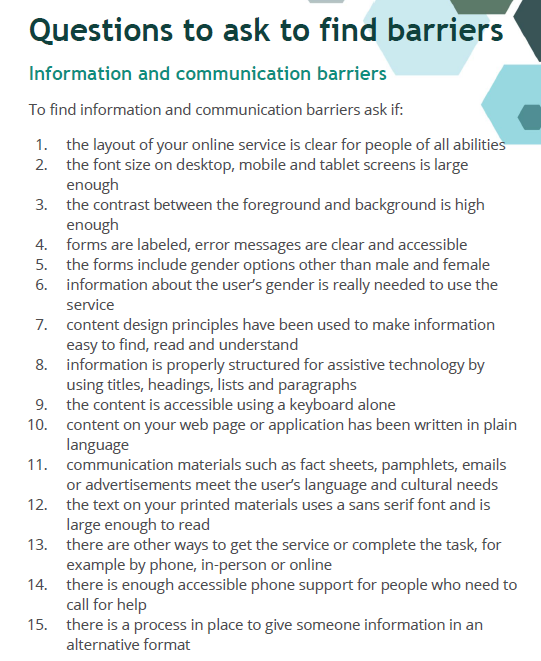 Questions to ask to find barriers
Information and communication barriers
To find information and communication barriers ask if:
1. the layout of your online service is clear for people of all abilities
2. the font size on desktop, mobile and tablet screens is large
enough
3. the contrast between the foreground and background is high
enough
4. forms are labeled, error messages are clear and accessible
5. the forms include gender options other than male and female
6. information about the user’s gender is really needed to use the
service
7. content design principles have been used to make information
easy to find, read and understand
8. information is properly structured for assistive technology by
using titles, headings, lists and paragraphs
9. the content is accessible using a keyboard alone
10. content on your web page or application has been written in plain
language
11. communication materials such as fact sheets, pamphlets, emails
or advertisements meet the user’s language and cultural needs
12. the text on your printed materials uses a sans serif font and is
large enough to read
13. there are other ways to get the service or complete the task, for
example by phone, in-person or online
14. there is enough accessible phone support for people who need to
call for help
15. there is a process in place to give someone information in an
alternative format